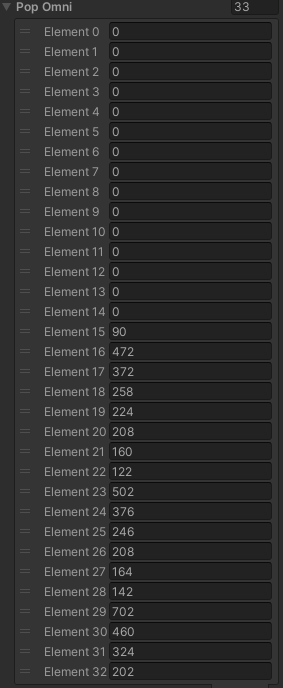 Pop Omni 33
Element 0 0
Element 1 0
Element 2 0
Element 3 0
Element 4 0
Element 5 0
Element 6 0
Element 7 0
Element 8 0
Element 9 0
Element 10 0
Element 11 0
Element 12 0
Element 13 0
Element 14 0
Element 15 90
Element 16 472
Element 17 372
Element 18 258
Element 19 224
Element 20 208
Element 21 160
Element 22 122
Element 23 502
Element 24 376
Element 25 246
Element 26 208
Element 27 164
Element 28 142
Element 29 702
Element 30 460
Element 31 324
Element 32 202